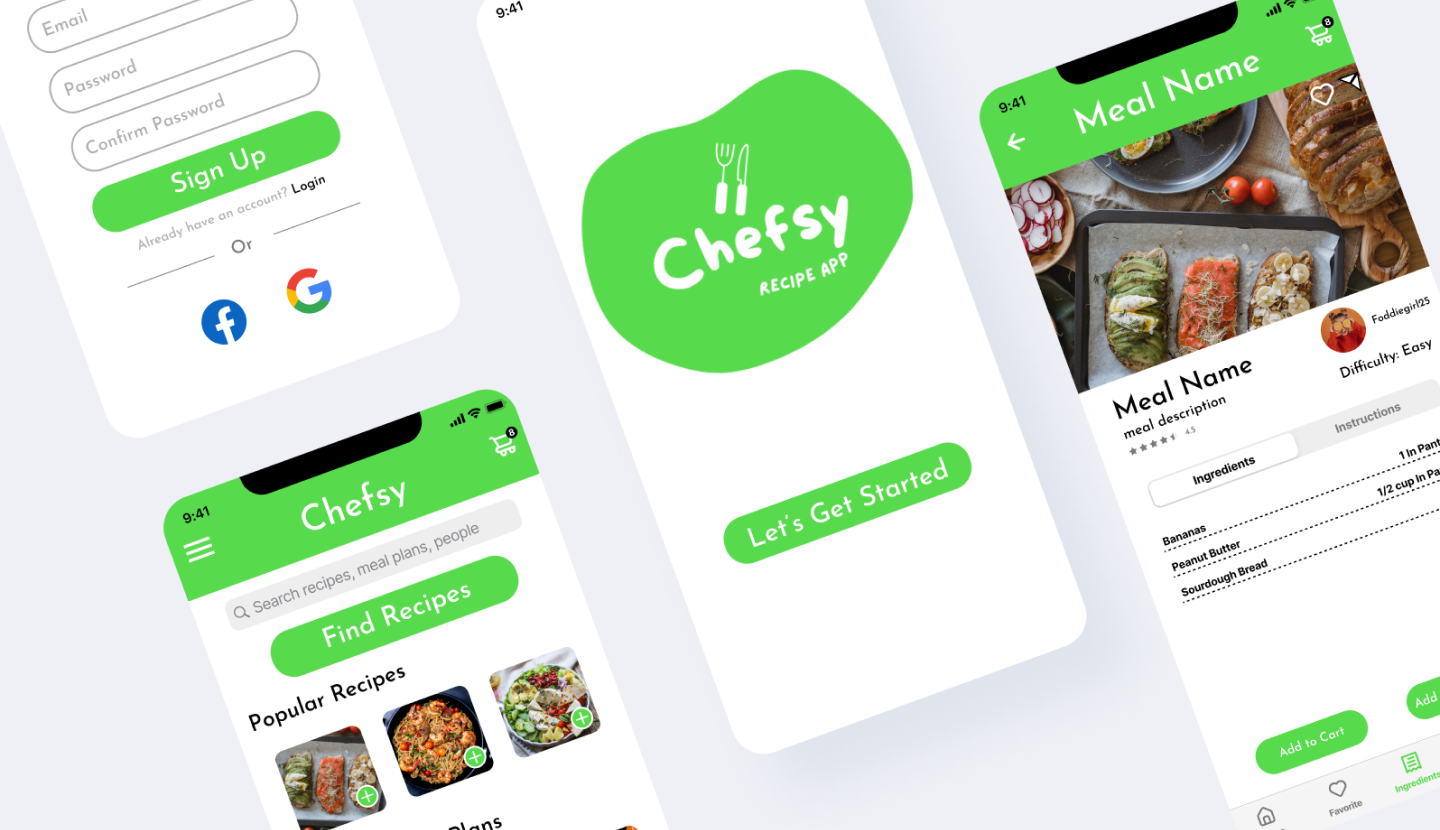 Email
Password
Confirm Password
Sign Up
Already have an account? Login
Or
9:41
8
Chefsy
Search recipes, meal plans, people
Find Recipes
Popular Recipes
Plans
9:41
Chefsy
RECIPE APP
Let's Get Started
9:41
8
Meal Name
Foddiegirl25
Meal Name
Difficulty: Easy
meal description
4.5
Ingredients
Instructions
Bananas
1 In Pant
Peanut Butter
1/2 cup In Pa
Sourdough Bread
Add to Cart
Add
Favorite
Ingredients